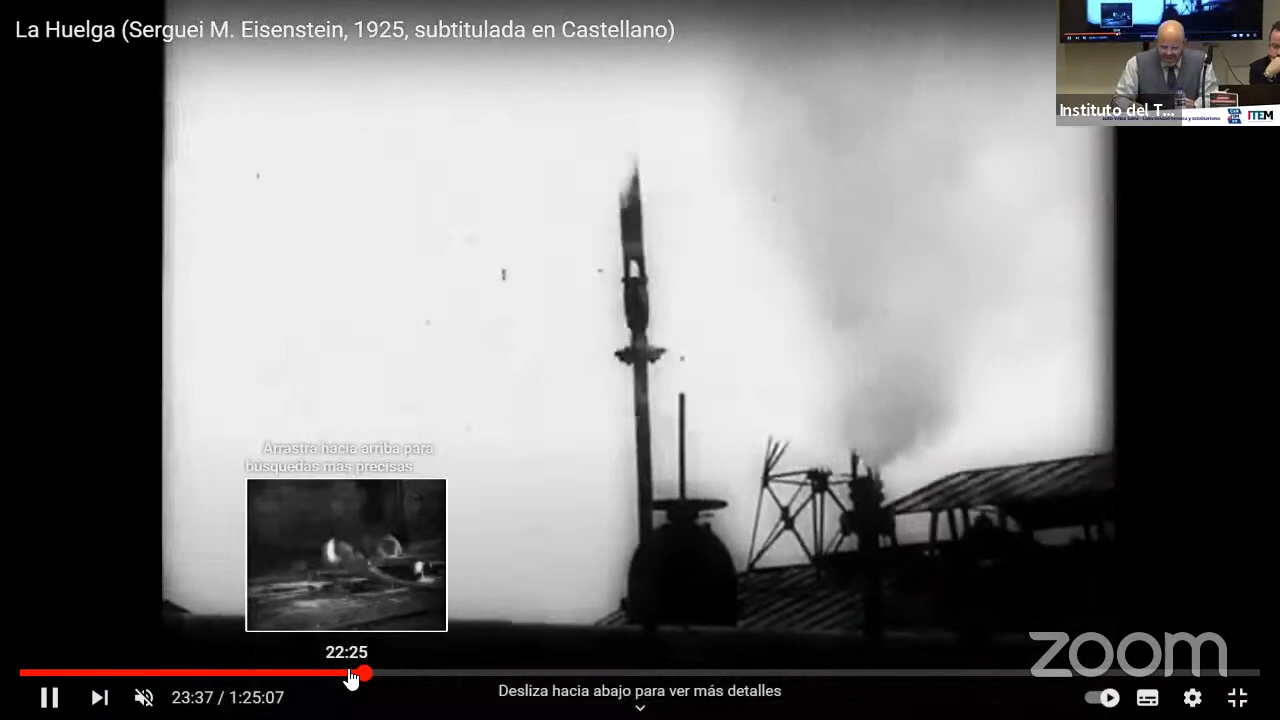 La Huelga (Serguei M. Eisenstein, 1925, subtitulada en Castellano)
Instituto del T...
ITEM
Arrastra hacia arriba para
búsquedas más precisas
22:25
zoom
23:37 / 1:25:07
Desliza hacia abajo para ver más detalles